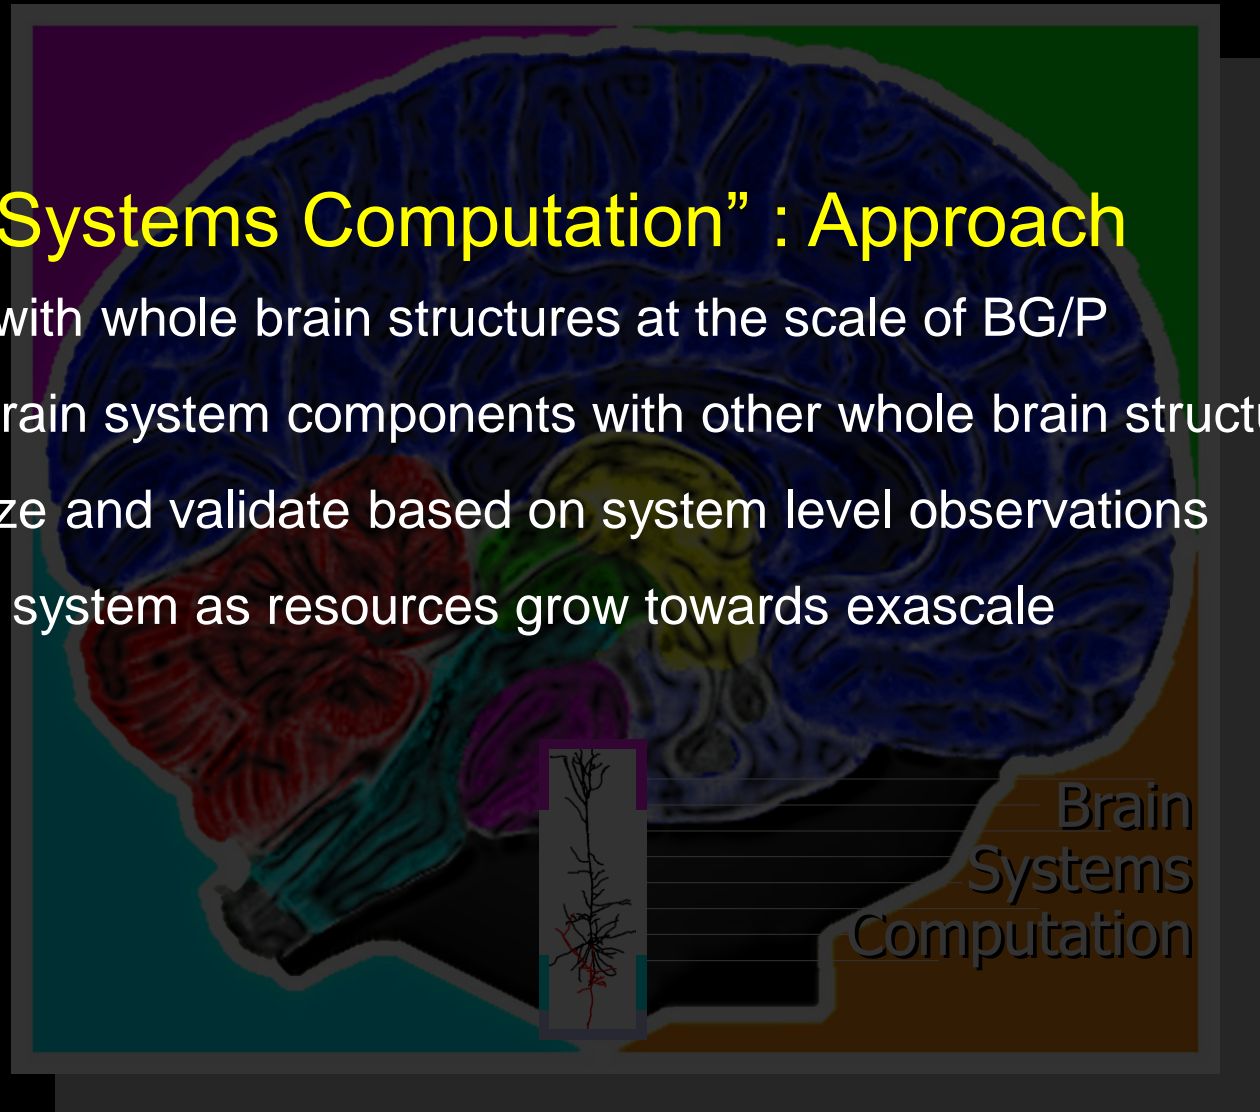 Systems Computation” : Approach
with whole brain structures at the scale of BG/P
rain system components with other whole brain struct
ze and validate based on system level observations
system as resources grow towards exascale
Brain
Systems
Computation